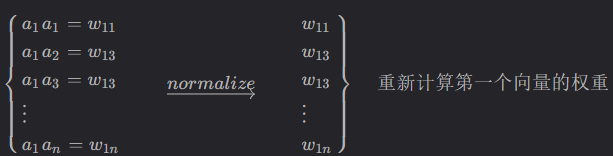 a₁a₁ = w₁₁ w₁₁
a₁a₂ = w₁₃ w₁₃
a₁a₃ = w₁₃ normalize w₁₃ 重新计算第一个向量的权重
⋮ ⋮
a₁aₙ = w₁ₙ w₁ₙ